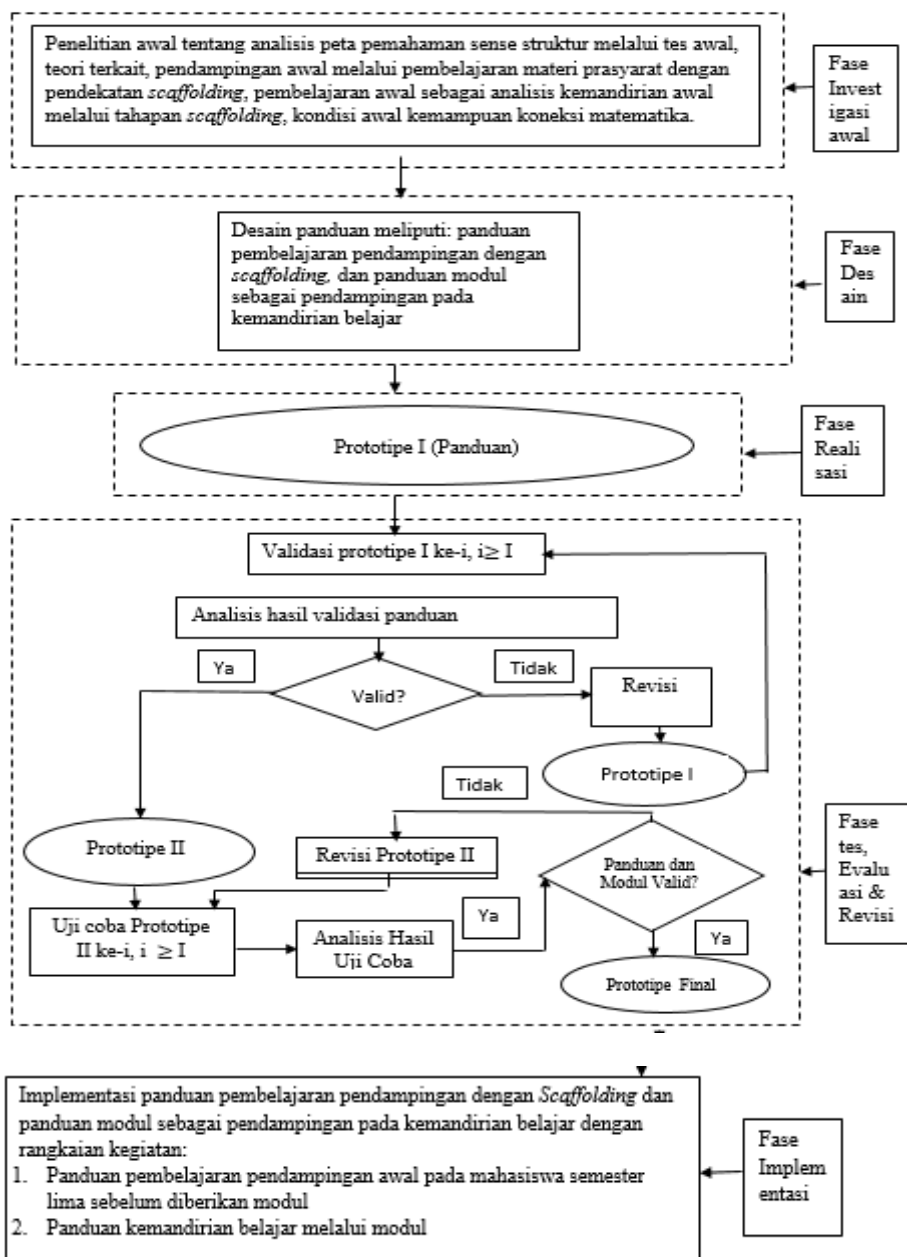 Penelitian awal tentang analisis peta pemahaman sense struktur melalui tes awal,
teori terkait, pendampingan awal melalui pembelajaran materi prasyarat dengan
pendekatan scaffolding, pembelajaran awal sebagai analisis kemandirian awal
melalui tahapan scaffolding, kondisi awal kemampuan koneksi matematika.
Fase
Invest
igasi
awal
Desain panduan meliputi: panduan
pembelajaran pendampingan dengan
scaffolding, dan panduan modul
sebagai pendampingan pada
kemandirian belajar
Fase
Des
ain
Prototipe I (Panduan)
Fase
Reali
sasi
Validasi prototipe I ke-i, i≥ I
Analisis hasil validasi panduan
Ya
Tidak
Valid?
Revisi
Prototipe I
Tidak
Prototipe II
Revisi Prototipe II
Panduan dan
Modul Valid?
Uji coba Prototipe
II ke-i, i ≥ I
Analisis Hasil
Uji Coba
Ya
Ya
Prototipe Final
Fase
tes,
Evalu
asi &
Revisi
Implementasi panduan pembelajaran pendampingan dengan Scaffolding dan
panduan modul sebagai pendampingan pada kemandirian belajar dengan
rangkaian kegiatan:
1. Panduan pembelajaran pendampingan awal pada mahasiswa semester
lima sebelum diberikan modul
2. Panduan kemandirian belajar melalui modul
Fase
Implem
entasi